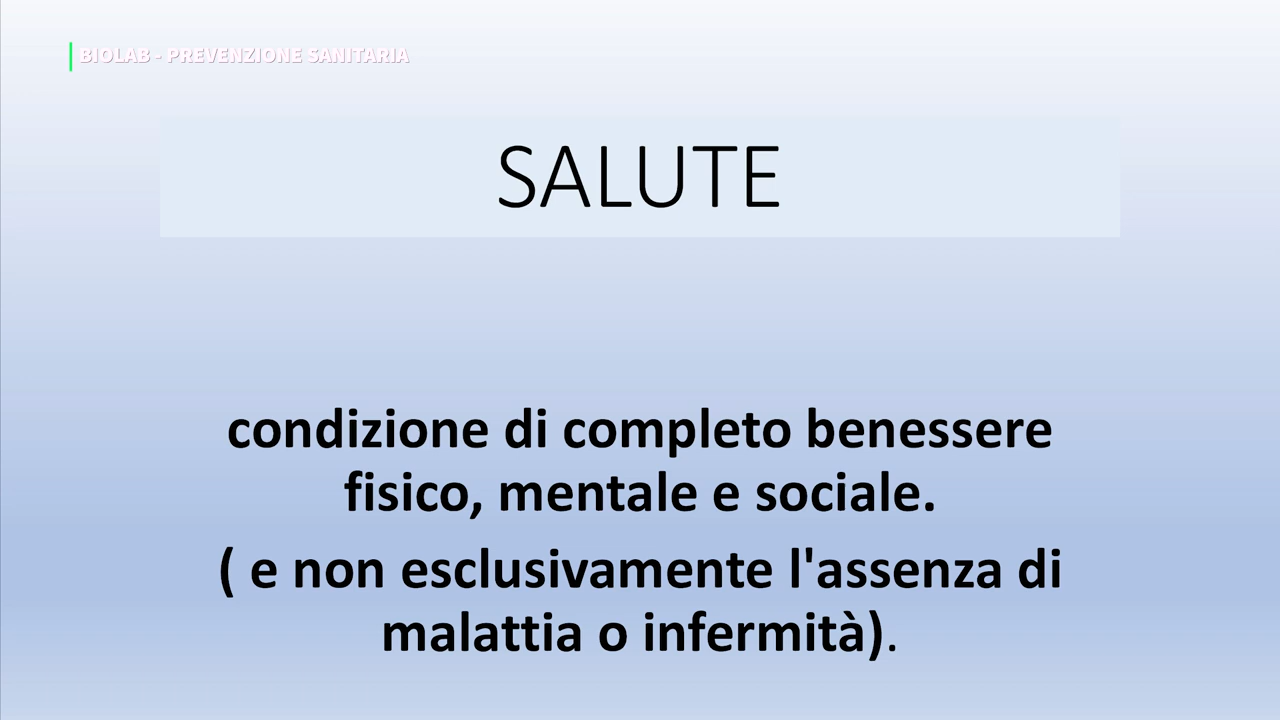 BIOLAB - PREVENZIONE SANITARIA
SALUTE
condizione di completo benessere
fisico, mentale e sociale.
( e non esclusivamente l'assenza di
malattia o infermità).